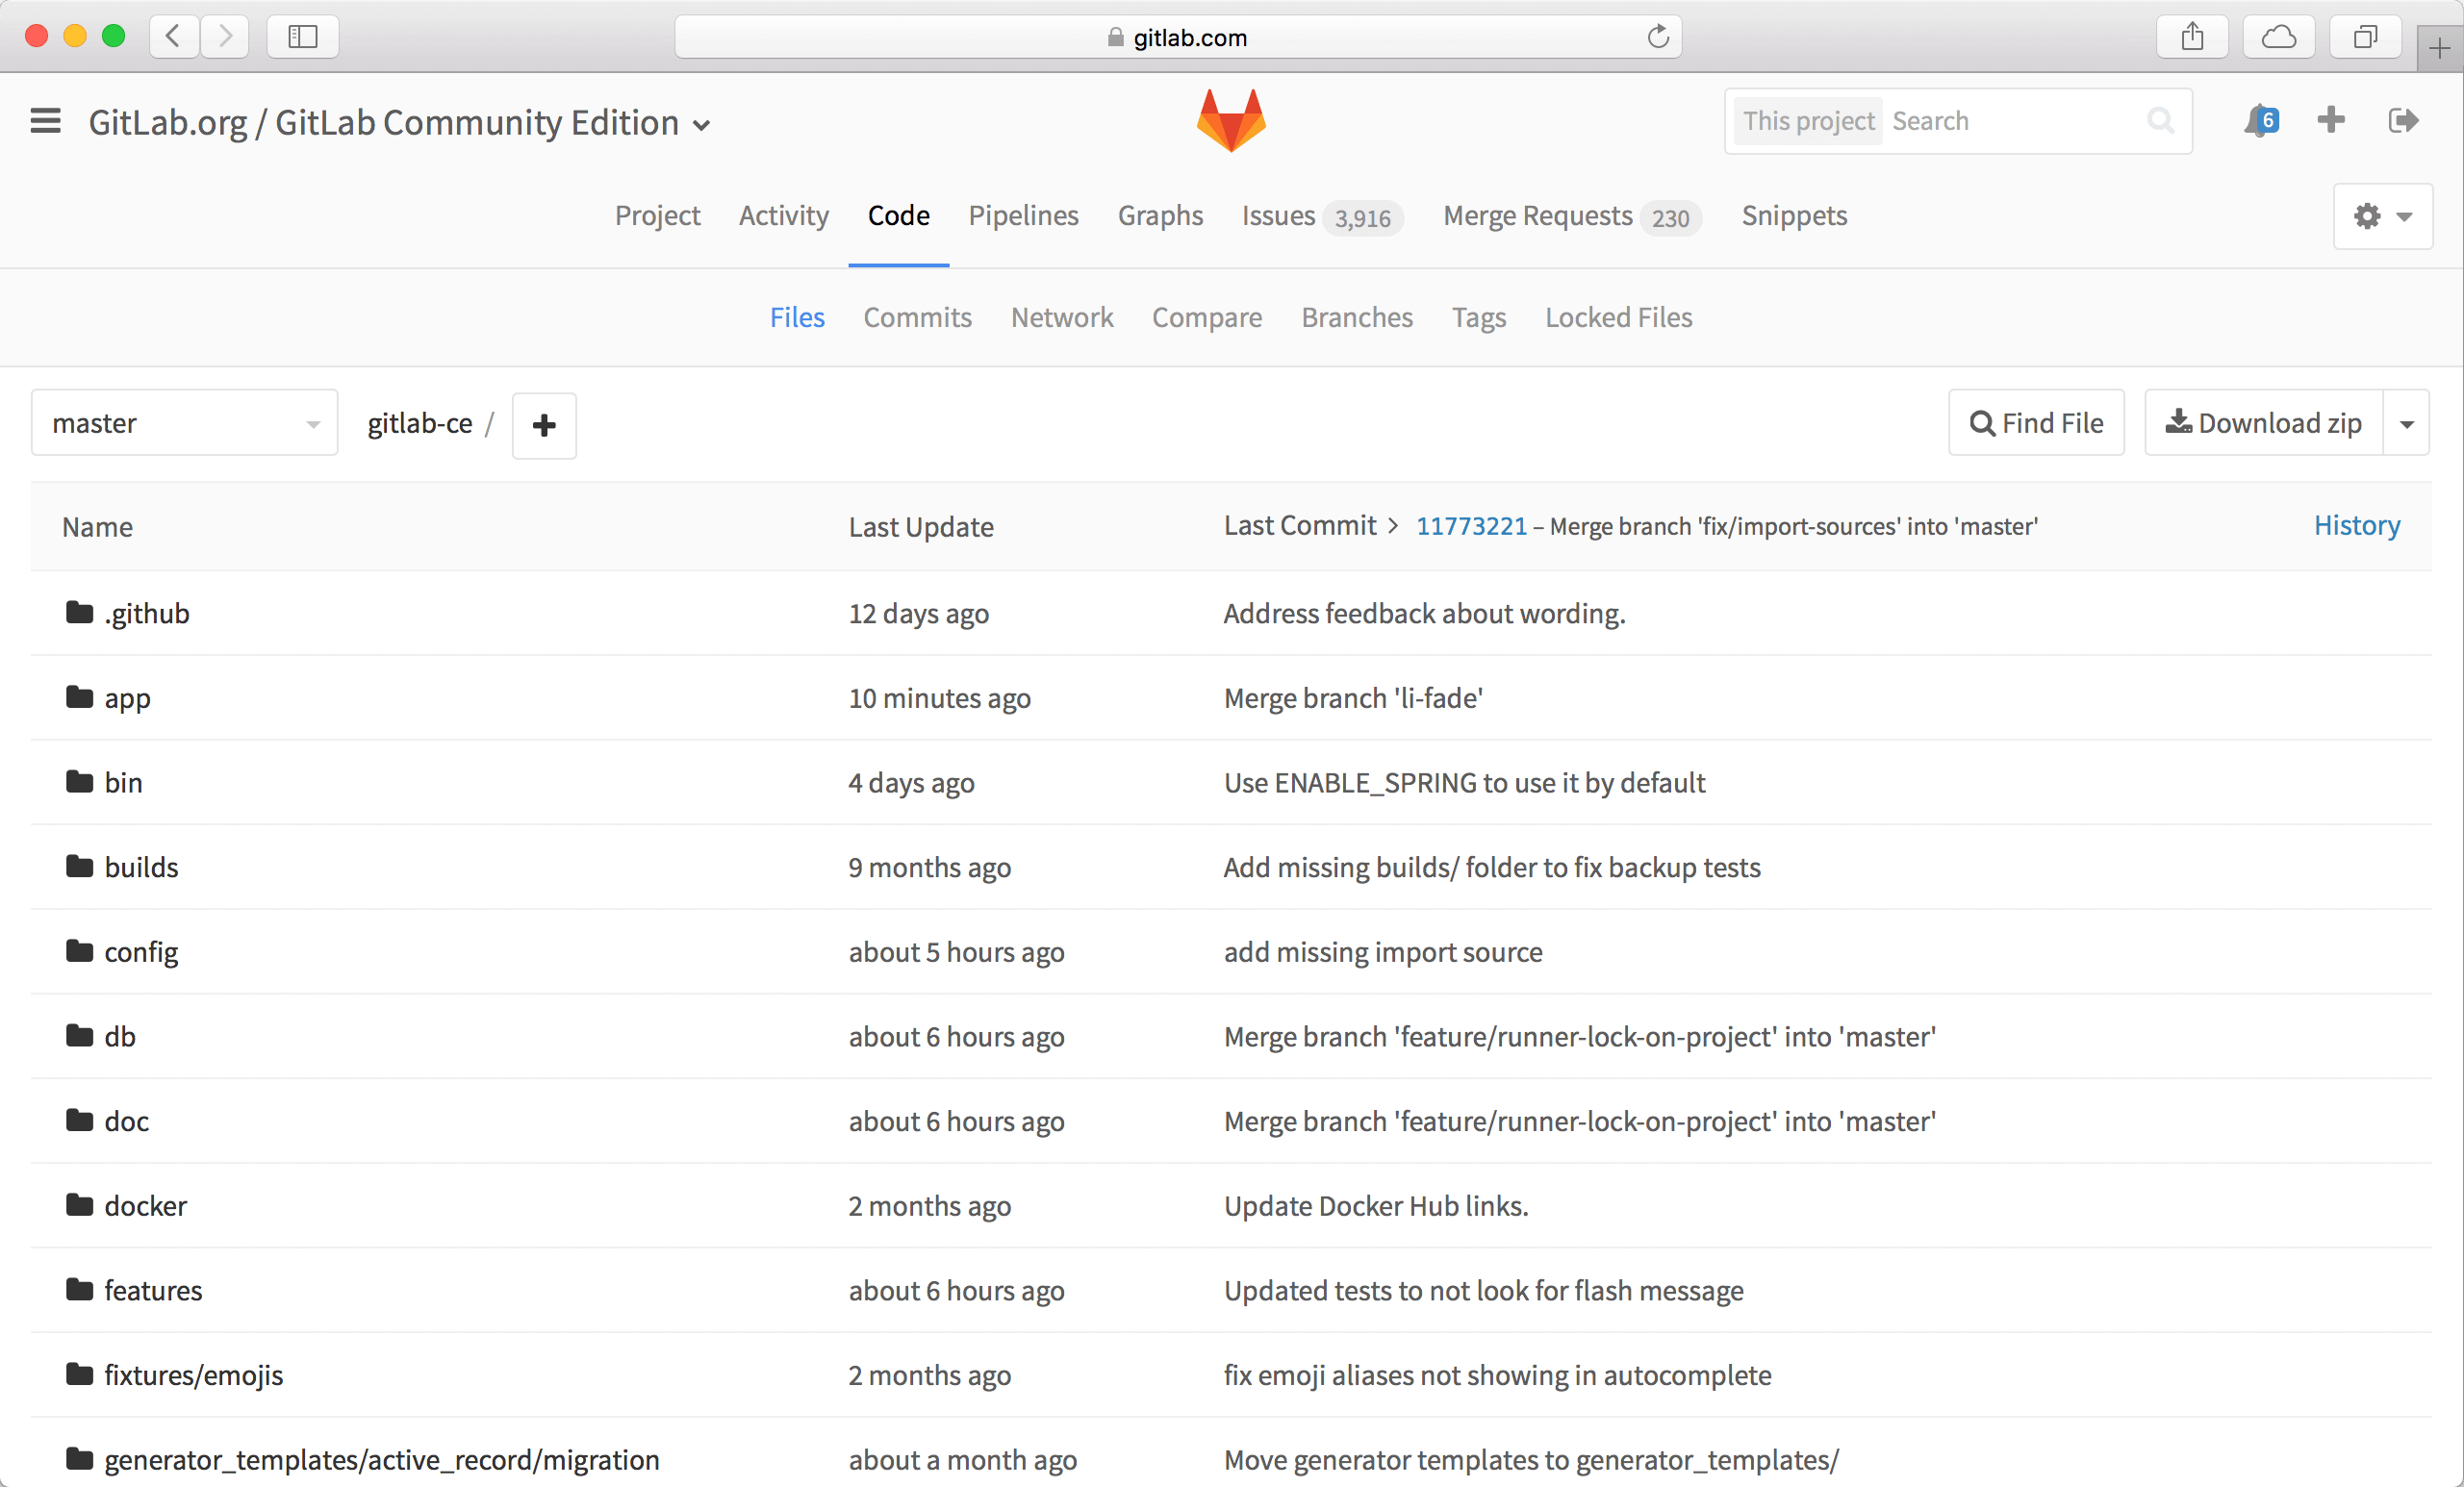 gitlab.com
GitLab.org / GitLab Community Edition
This project Search
6
Project Activity Code Pipelines Graphs Issues 3,916 Merge Requests 230 Snippets
Files Commits Network Compare Branches Tags Locked Files
master gitlab-ce / Find File Download zip
Name Last Update Last Commit > 11773221 – Merge branch 'fix/import-sources' into 'master' History
.github 12 days ago Address feedback about wording.
app 10 minutes ago Merge branch 'li-fade'
bin 4 days ago Use ENABLE_SPRING to use it by default
builds 9 months ago Add missing builds/ folder to fix backup tests
config about 5 hours ago add missing import source
db about 6 hours ago Merge branch 'feature/runner-lock-on-project' into 'master'
doc about 6 hours ago Merge branch 'feature/runner-lock-on-project' into 'master'
docker 2 months ago Update Docker Hub links.
features about 6 hours ago Updated tests to not look for flash message
fixtures/emojis 2 months ago fix emoji aliases not showing in autocomplete
generator_templates/active_record/migration about a month ago Move generator templates to generator_templates/